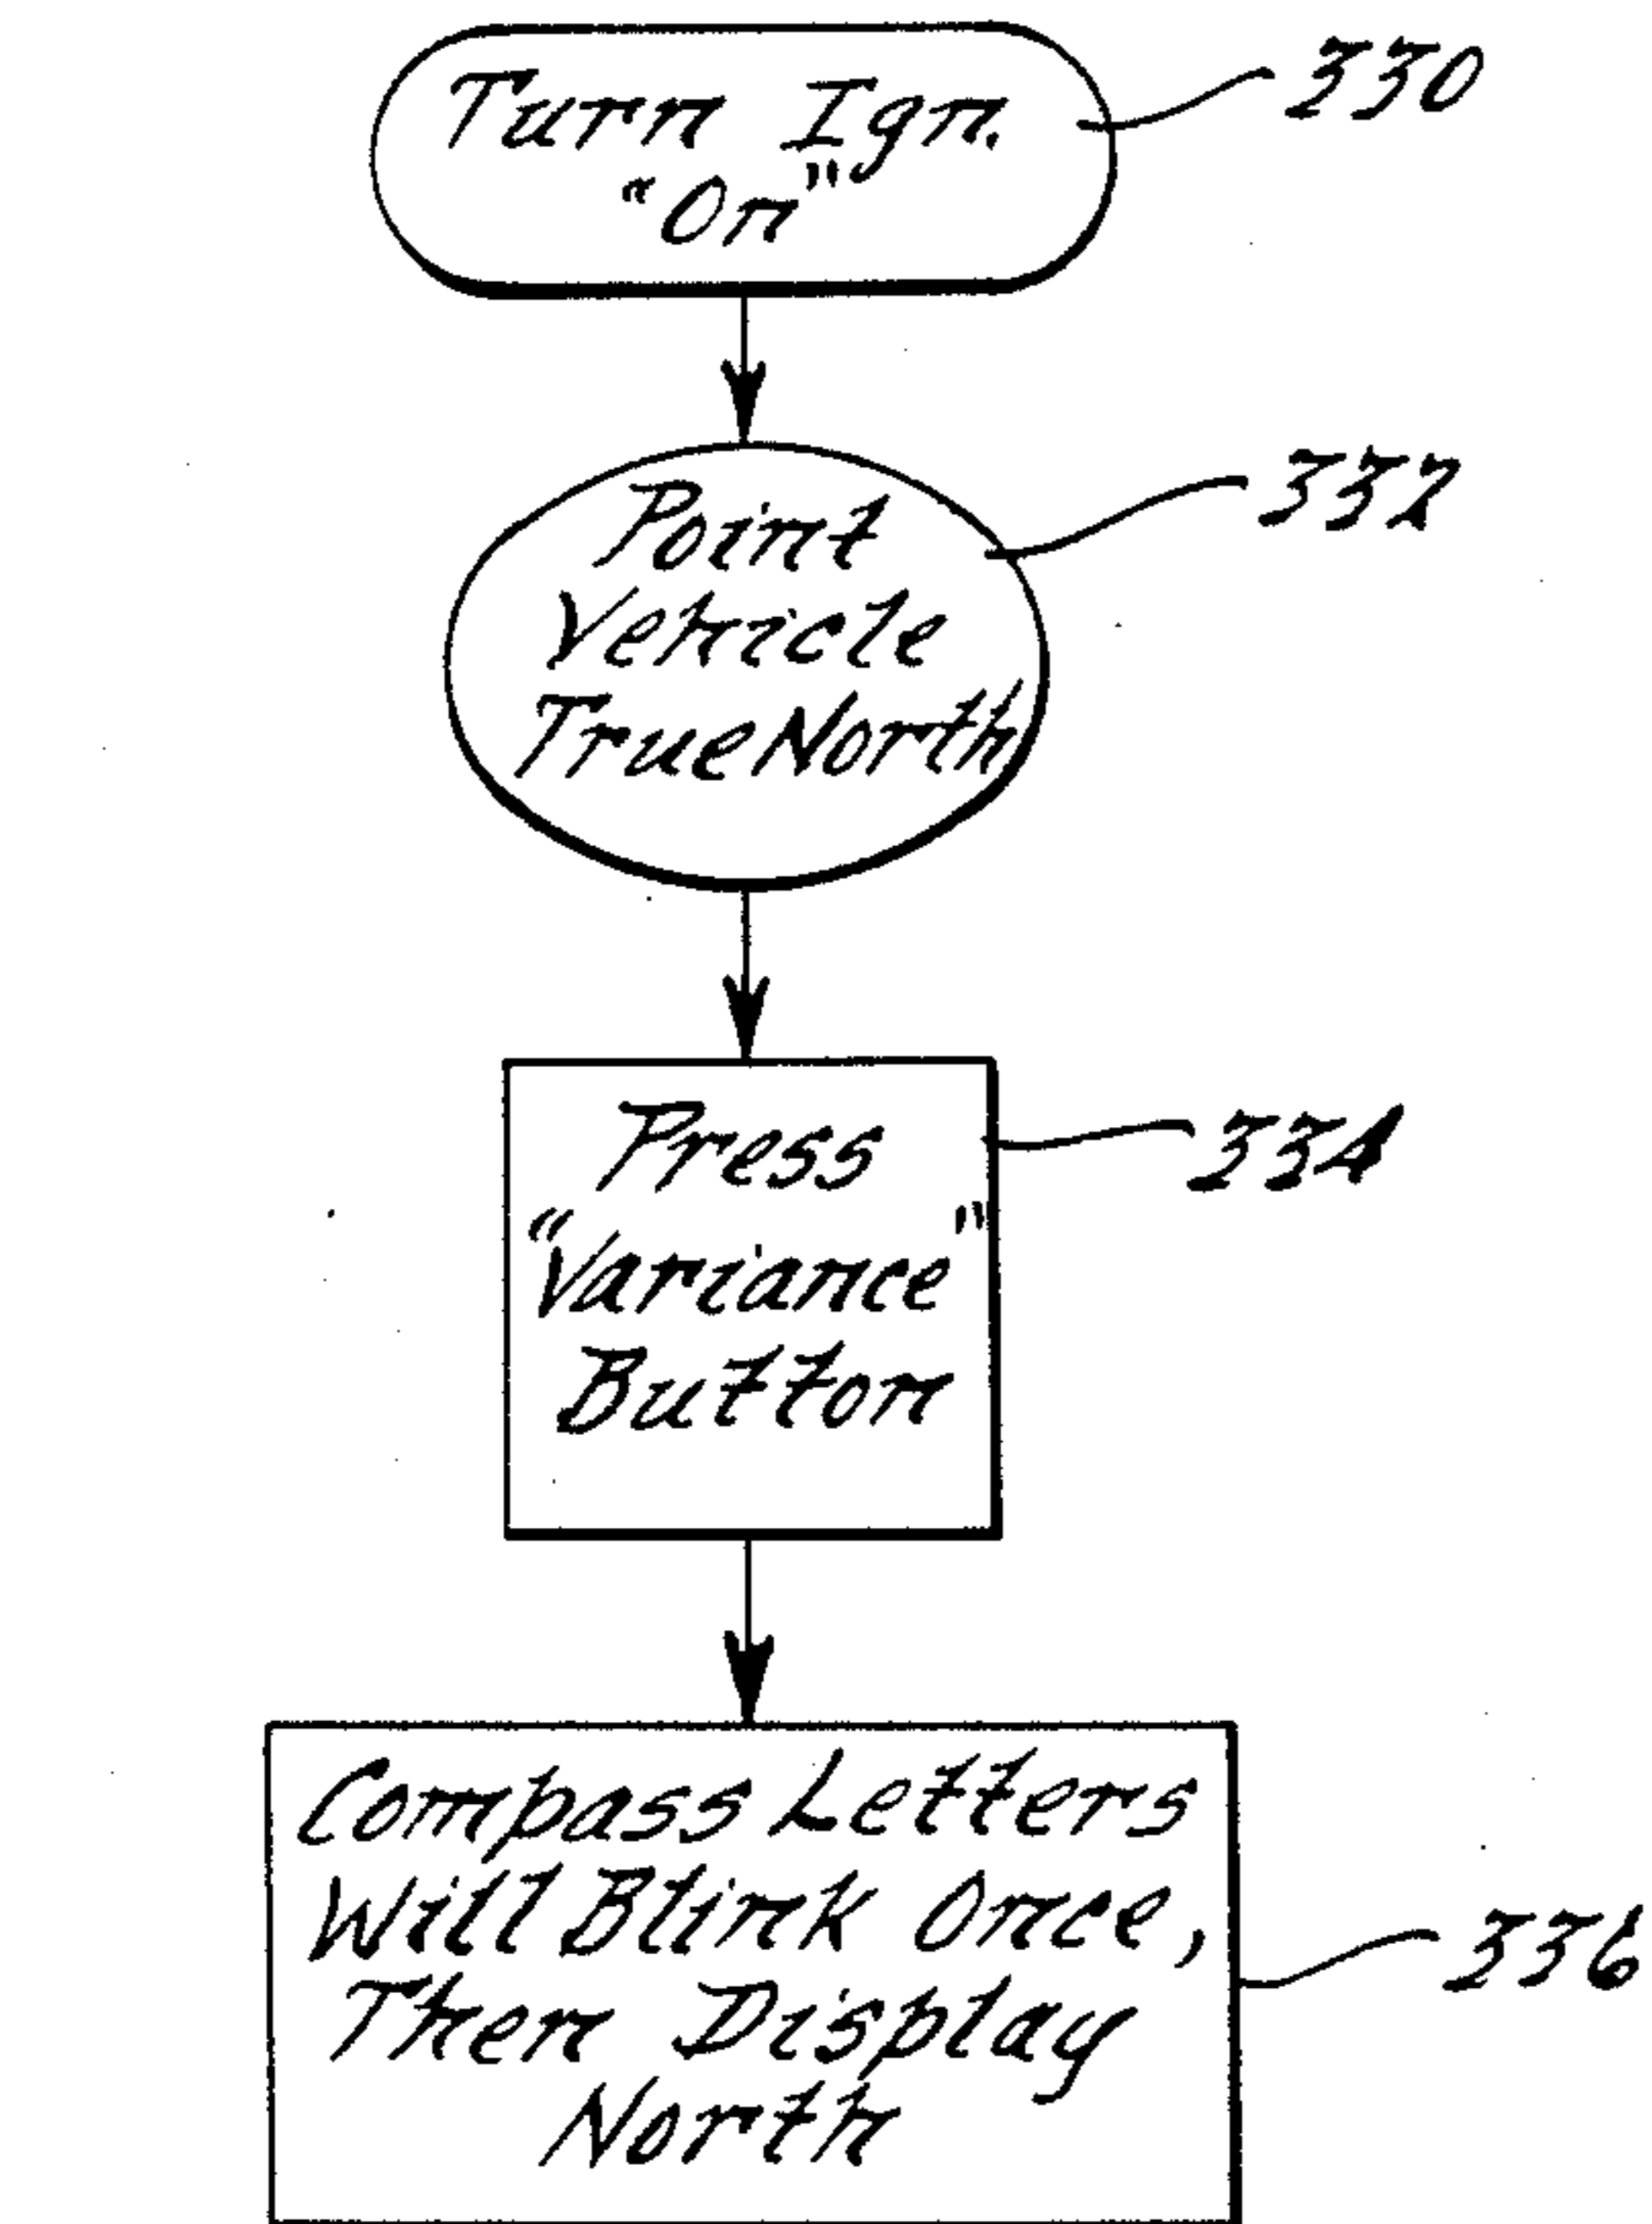 Turn Ign.
"On"
330
Point
Vehicle
True North
332
Press
"Variance"
Button
334
Compass Letters
Will Blink Once,
Then Display
North
336